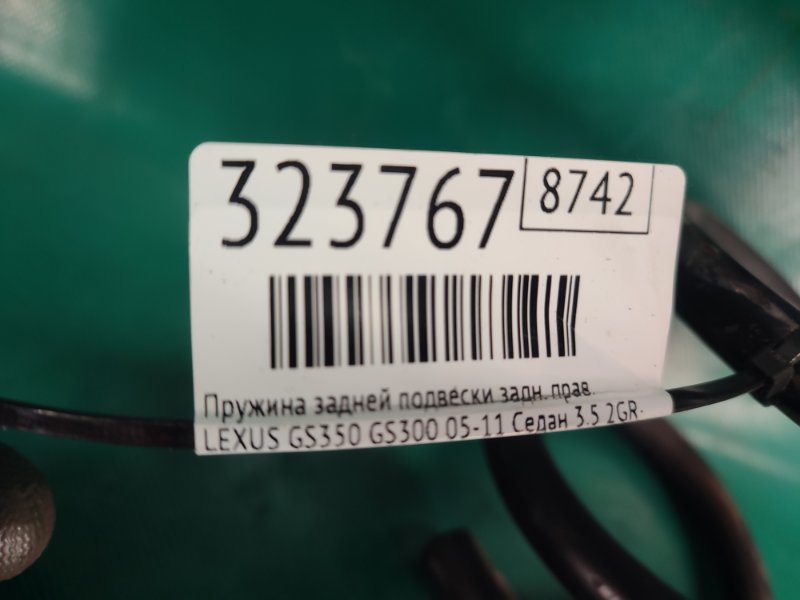 323767 8742
Пружина задней подвески задн. прав.
LEXUS GS350 GS300 05-11 Седан 3.5 2GR-